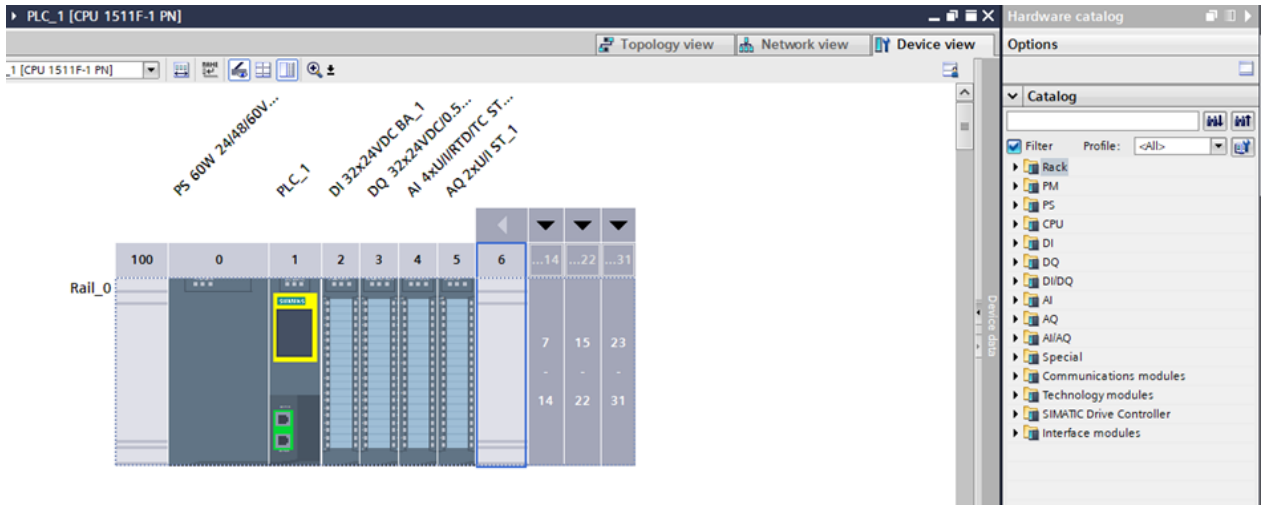 PLC_1 [CPU 1511F-1 PN]
Hardware catalog
Topology view
Network view
Device view
Options
_1 [CPU 1511F-1 PN]
Catalog
Filter
Profile:
<All>
Rack
PM
PS
CPU
DI
DQ
DI/DQ
AI
AQ
AI/AQ
Special
Communications modules
Technology modules
SIMATIC Drive Controller
Interface modules
PS 60W 24/48/60V...
PLC_1
DI 32x24VDC BA_1
DQ 32x24VDC/0.5...
AI 4xU/I/RTD/TC ST...
AQ 2xU/I ST_1
100
0
1
2
3
4
5
6
...14
...22
...31
Rail_0
SIEMENS
7
15
23
-
-
-
14
22
31
Device data